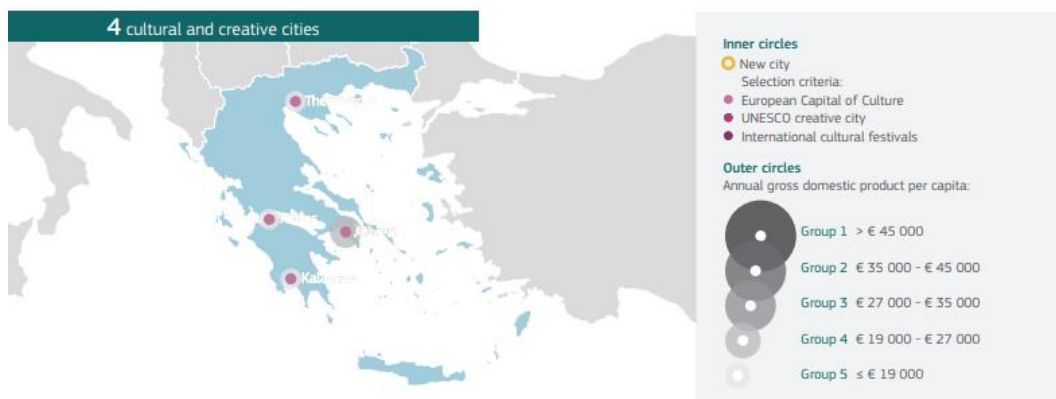 4 cultural and creative cities
Inner circles
New city
Selection criteria:
European Capital of Culture
UNESCO creative city
International cultural festivals
Outer circles
Annual gross domestic product per capita:
Group 1 > € 45 000
Group 2 € 35 000 - € 45 000
Group 3 € 27 000 - € 35 000
Group 4 € 19 000 - € 27 000
Group 5 ≤ € 19 000